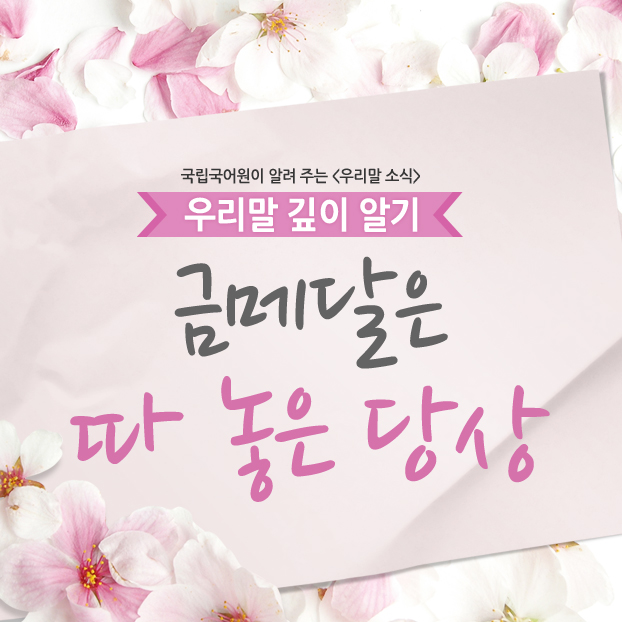 국립국어원이 알려 주는 <우리말 소식>
우리말 깊이 알기
금메달은
따 놓은 당상